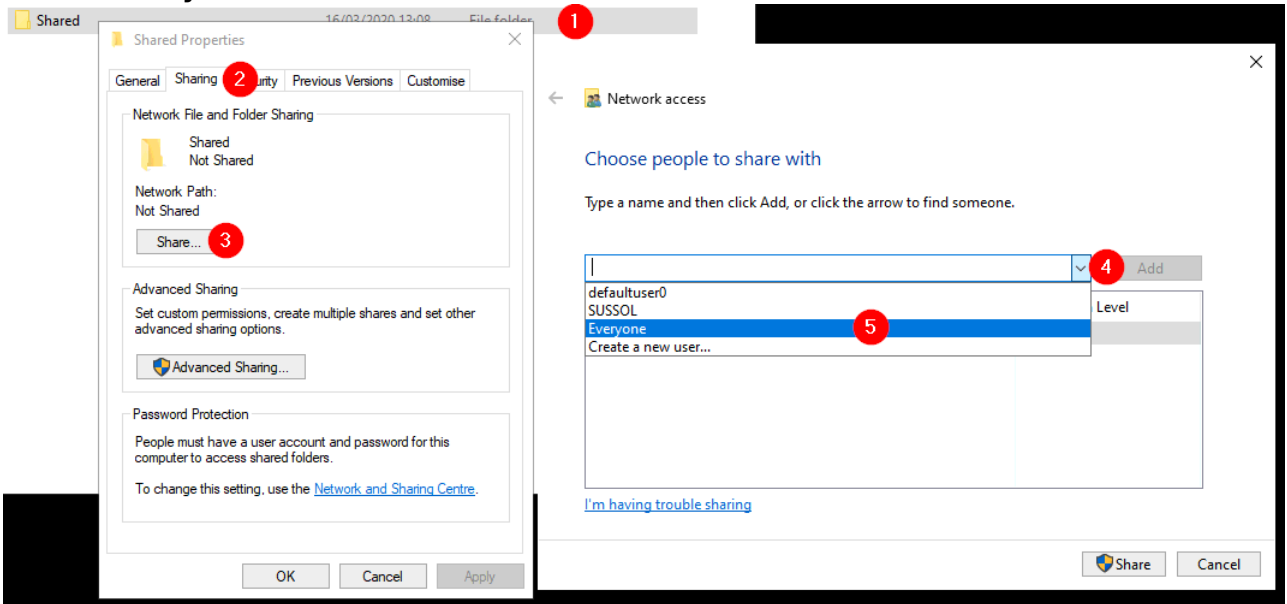 Shared 16/03/2020 13:08 File folder 1
Shared Properties
General Sharing 2 urity Previous Versions Customise
Network File and Folder Sharing
Shared
Not Shared
Network Path:
Not Shared
Share... 3
Advanced Sharing
Set custom permissions, create multiple shares and set other
advanced sharing options.
Advanced Sharing...
Password Protection
People must have a user account and password for this
computer to access shared folders.
To change this setting, use the Network and Sharing Centre.
OK Cancel Apply
Network access
Choose people to share with
Type a name and then click Add, or click the arrow to find someone.
4 Add
defaultuser0
SUSSOL
Level
Everyone 5
Create a new user...
I'm having trouble sharing
Share Cancel